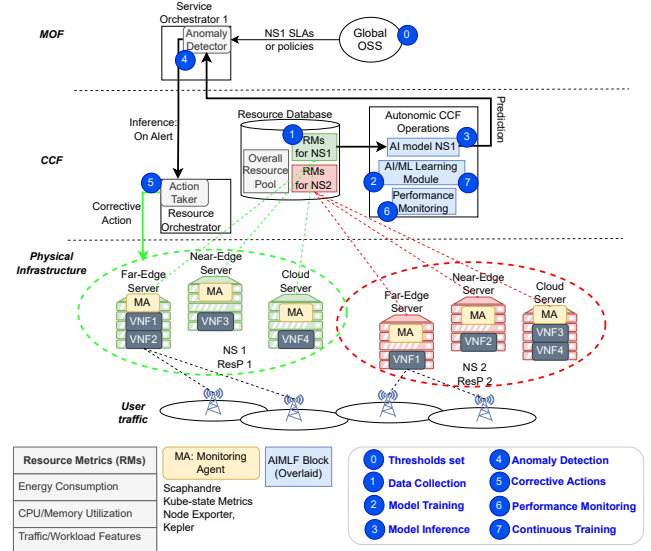 MOF
Service
Orchestrator 1
Anomaly
Detector
4
NS1 SLAs
or policies
Global
OSS
0
Inference:
On Alert
Prediction
CCF
Resource Database
1
RMs
for NS1
Overall
Resource
Pool
RMs
for NS2
Autonomic CCF
Operations
3
AI model NS1
AI/ML Learning
Module
2
7
Performance
Monitoring
6
5
Action
Taker
Resource
Orchestrator
Corrective
Action
Physical
Infrastructure
Far-Edge
Server
MA
VNF1
VNF2
Near-Edge
Server
MA
VNF3
Cloud
Server
MA
VNF4
NS 1
ResP 1
Far-Edge
Server
MA
VNF1
Near-Edge
Server
MA
VNF2
Cloud
Server
MA
VNF3
VNF4
NS 2
ResP 2
User
traffic
Resource Metrics (RMs)
Energy Consumption
CPU/Memory Utilization
Traffic/Workload Features
MA: Monitoring
Agent
Scaphandre
Kube-state Metrics
Node Exporter,
Kepler
AIMLF Block
(Overlaid)
0 Thresholds set
1 Data Collection
2 Model Training
3 Model Inference
4 Anomaly Detection
5 Corrective Actions
6 Performance Monitoring
7 Continuous Training